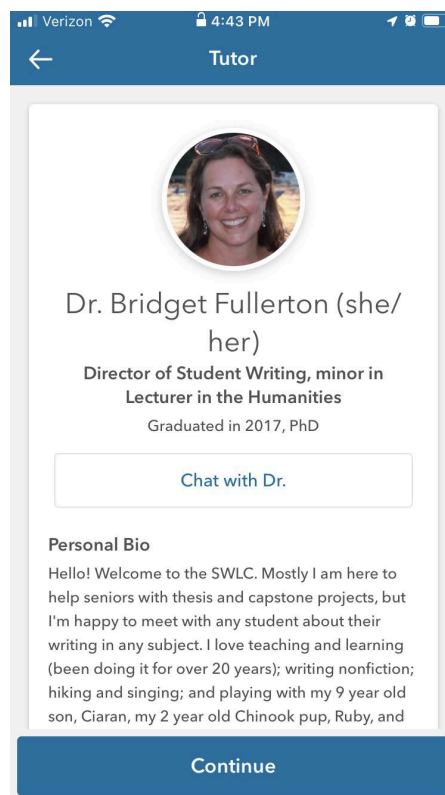 Verizon 4:43 PM
Tutor
Dr. Bridget Fullerton (she/
her)
Director of Student Writing, minor in
Lecturer in the Humanities
Graduated in 2017, PhD
Chat with Dr.
Personal Bio
Hello! Welcome to the SWLC. Mostly I am here to
help seniors with thesis and capstone projects, but
I'm happy to meet with any student about their
writing in any subject. I love teaching and learning
(been doing it for over 20 years); writing nonfiction;
hiking and singing; and playing with my 9 year old
son, Ciaran, my 2 year old Chinook pup, Ruby, and
Continue